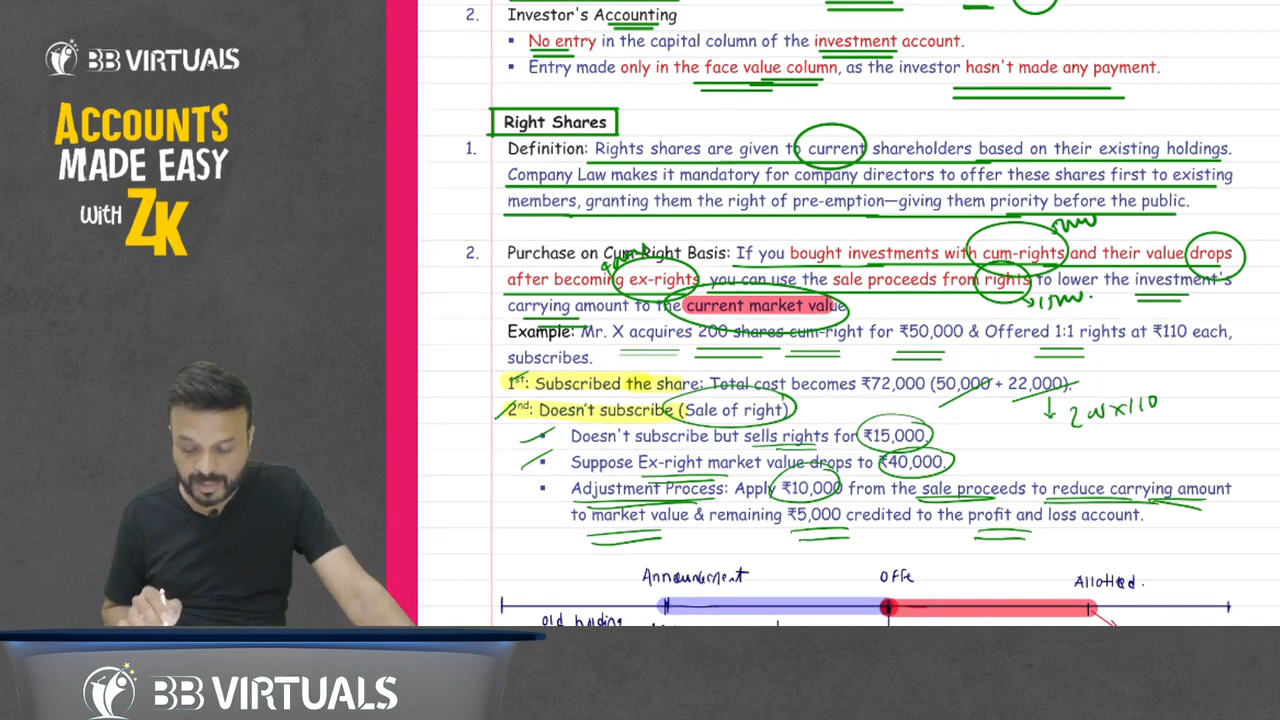 BB VIRTUALS
ACCOUNTS
MADE EASY
WITH ZK
2. Investor's Accounting
▪ No entry in the capital column of the investment account.
▪ Entry made only in the face value column, as the investor hasn't made any payment.
Right Shares
1. Definition: Rights shares are given to current shareholders based on their existing holdings.
Company Law makes it mandatory for company directors to offer these shares first to existing
members, granting them the right of pre-emption—giving them priority before the public.
2. Purchase on Cum-Right Basis: If you bought investments with cum-rights and their value drops
after becoming ex-rights, you can use the sale proceeds from rights to lower the investment's
carrying amount to the current market value
Example: Mr. X acquires 200 shares cum-right for ₹50,000 & Offered 1:1 rights at ₹110 each,
subscribes.
1st: Subscribed the share: Total cost becomes ₹72,000 (50,000 + 22,000).
200x110
2nd: Doesn't subscribe (Sale of right)
▪ Doesn't subscribe but sells rights for ₹15,000.
▪ Suppose Ex-right market value drops to ₹40,000.
▪ Adjustment Process: Apply ₹10,000 from the sale proceeds to reduce carrying amount
to market value & remaining ₹5,000 credited to the profit and loss account.
Announcement
Offe
Allotted.
old holding
BB VIRTUALS